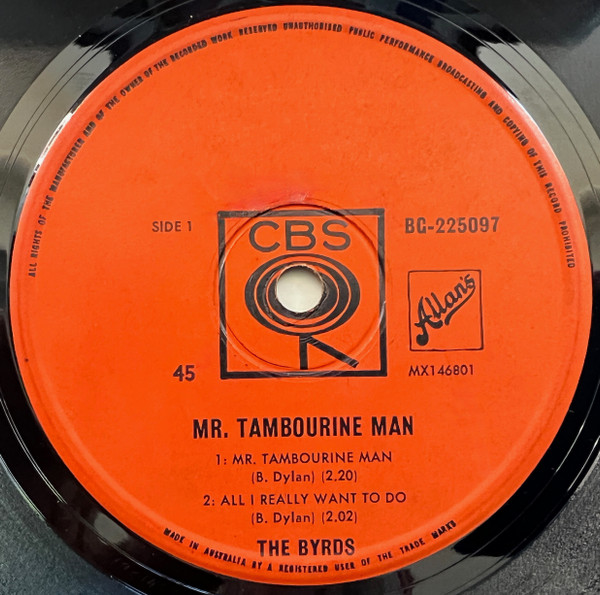 ALL RIGHTS OF THE MANUFACTURER AND OF THE OWNER OF THE RECORDED WORK RESERVED UNAUTHORISED PUBLIC PERFORMANCE BROADCASTING AND COPYING OF THIS RECORD PROHIBITED
SIDE 1
CBS
BG-225097
Allan's
45
MX146801
MR. TAMBOURINE MAN
1: MR. TAMBOURINE MAN
(B. Dylan) (2.20)
2: ALL I REALLY WANT TO DO
(B. Dylan) (2.02)
THE BYRDS
MADE IN AUSTRALIA BY A REGISTERED USER OF THE TRADE MARKS